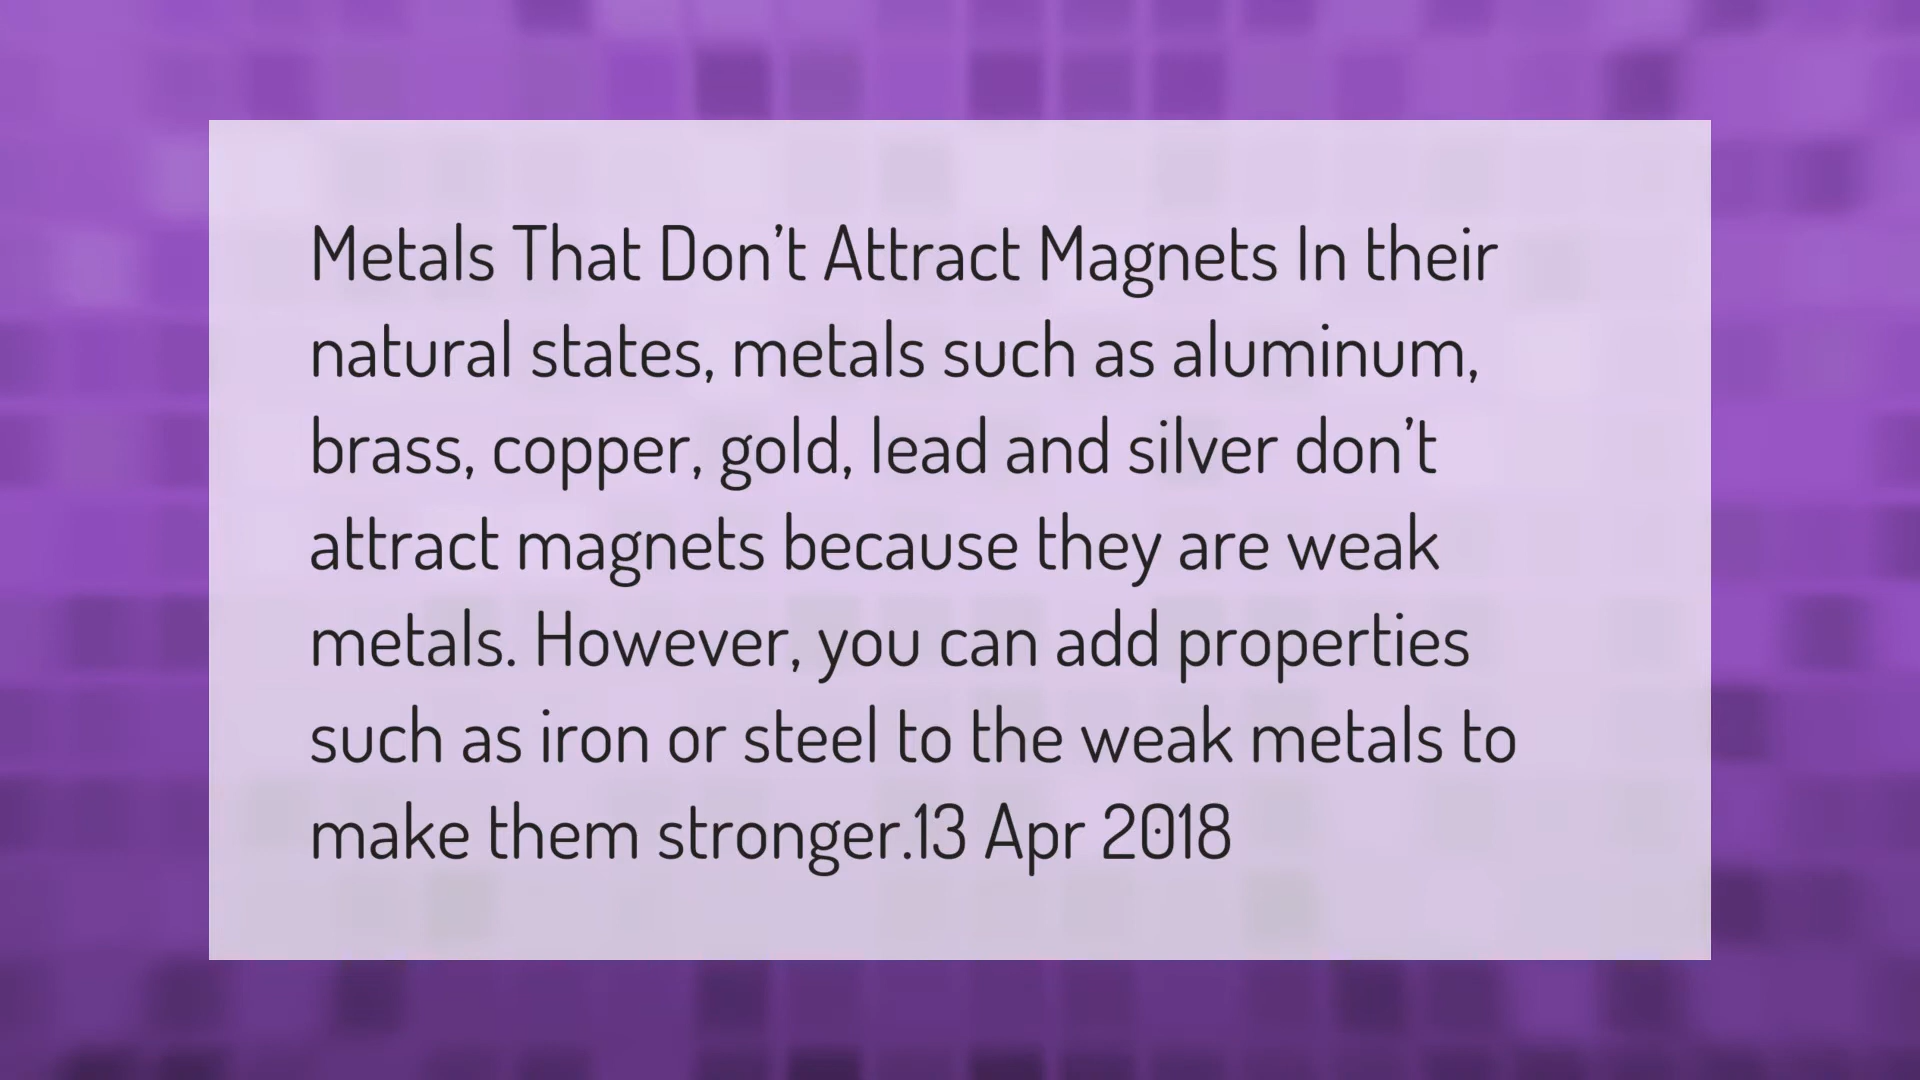 Metals That Don't Attract Magnets In their
natural states, metals such as aluminum,
brass, copper, gold, lead and silver don't
attract magnets because they are weak
metals. However, you can add properties
such as iron or steel to the weak metals to
make them stronger.13 Apr 2018